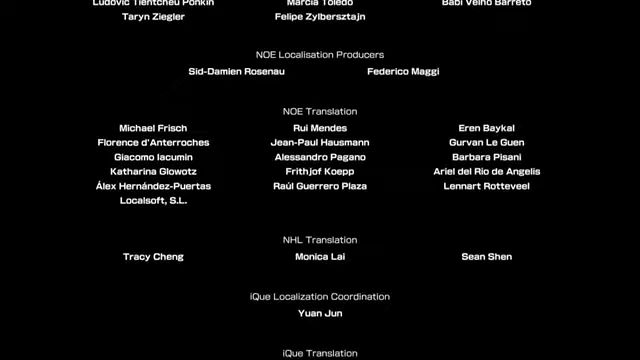 Ludovic Tientcheu Ponkin Marcia Toledo Babi Velho Barreto
Taryn Ziegler Felipe Zylbersztajn
NOE Localisation Producers
Sid-Damien Rosenau Federico Maggi
NOE Translation
Michael Frisch Rui Mendes Eren Baykal
Florence d'Anterroches Jean-Paul Hausmann Gurvan Le Guen
Giacomo Iacumin Alessandro Pagano Barbara Pisani
Katharina Glowotz Frithjof Koepp Ariel del Río de Angelis
Álex Hernández-Puertas Raúl Guerrero Plaza Lennart Rotteveel
Localsoft, S.L.
NHL Translation
Tracy Cheng Monica Lai Sean Shen
iQue Localization Coordination
Yuan Jun
iQue Translation